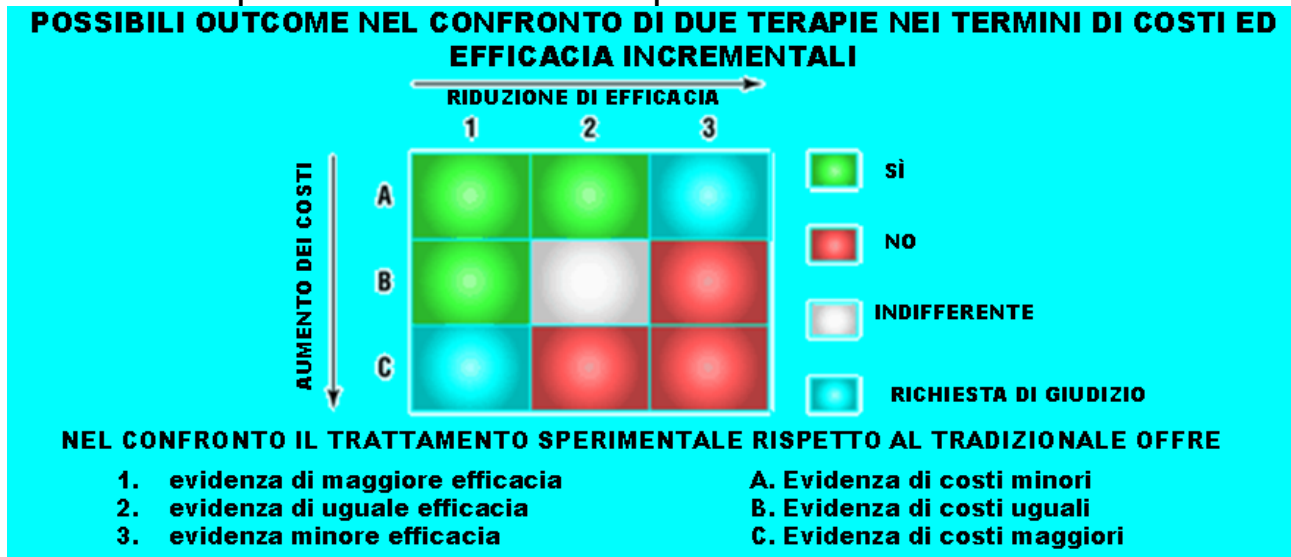 POSSIBILI OUTCOME NEL CONFRONTO DI DUE TERAPIE NEI TERMINI DI COSTI ED
EFFICACIA INCREMENTALI
RIDUZIONE DI EFFICACIA
1 2 3
AUMENTO DEI COSTI
A
B
C
SÌ
NO
INDIFFERENTE
RICHIESTA DI GIUDIZIO
NEL CONFRONTO IL TRATTAMENTO SPERIMENTALE RISPETTO AL TRADIZIONALE OFFRE
1. evidenza di maggiore efficacia
2. evidenza di uguale efficacia
3. evidenza minore efficacia
A. Evidenza di costi minori
B. Evidenza di costi uguali
C. Evidenza di costi maggiori